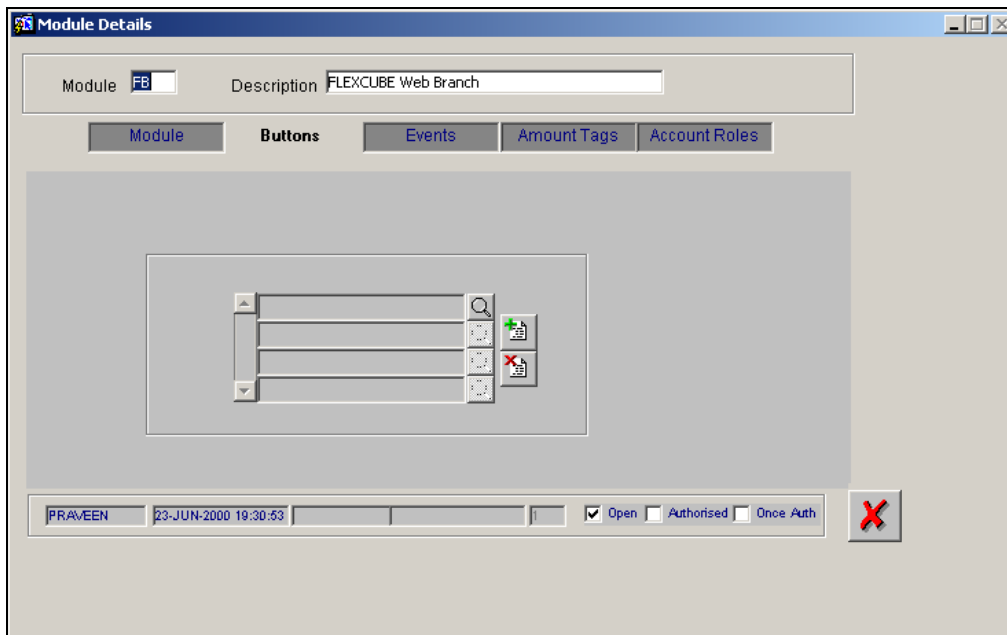 Module Details
Module FB Description FLEXCUBE Web Branch
Module Buttons Events Amount Tags Account Roles
PRAVEEN 23-JUN-2000 19:30:53 1 Open Authorised Once Auth